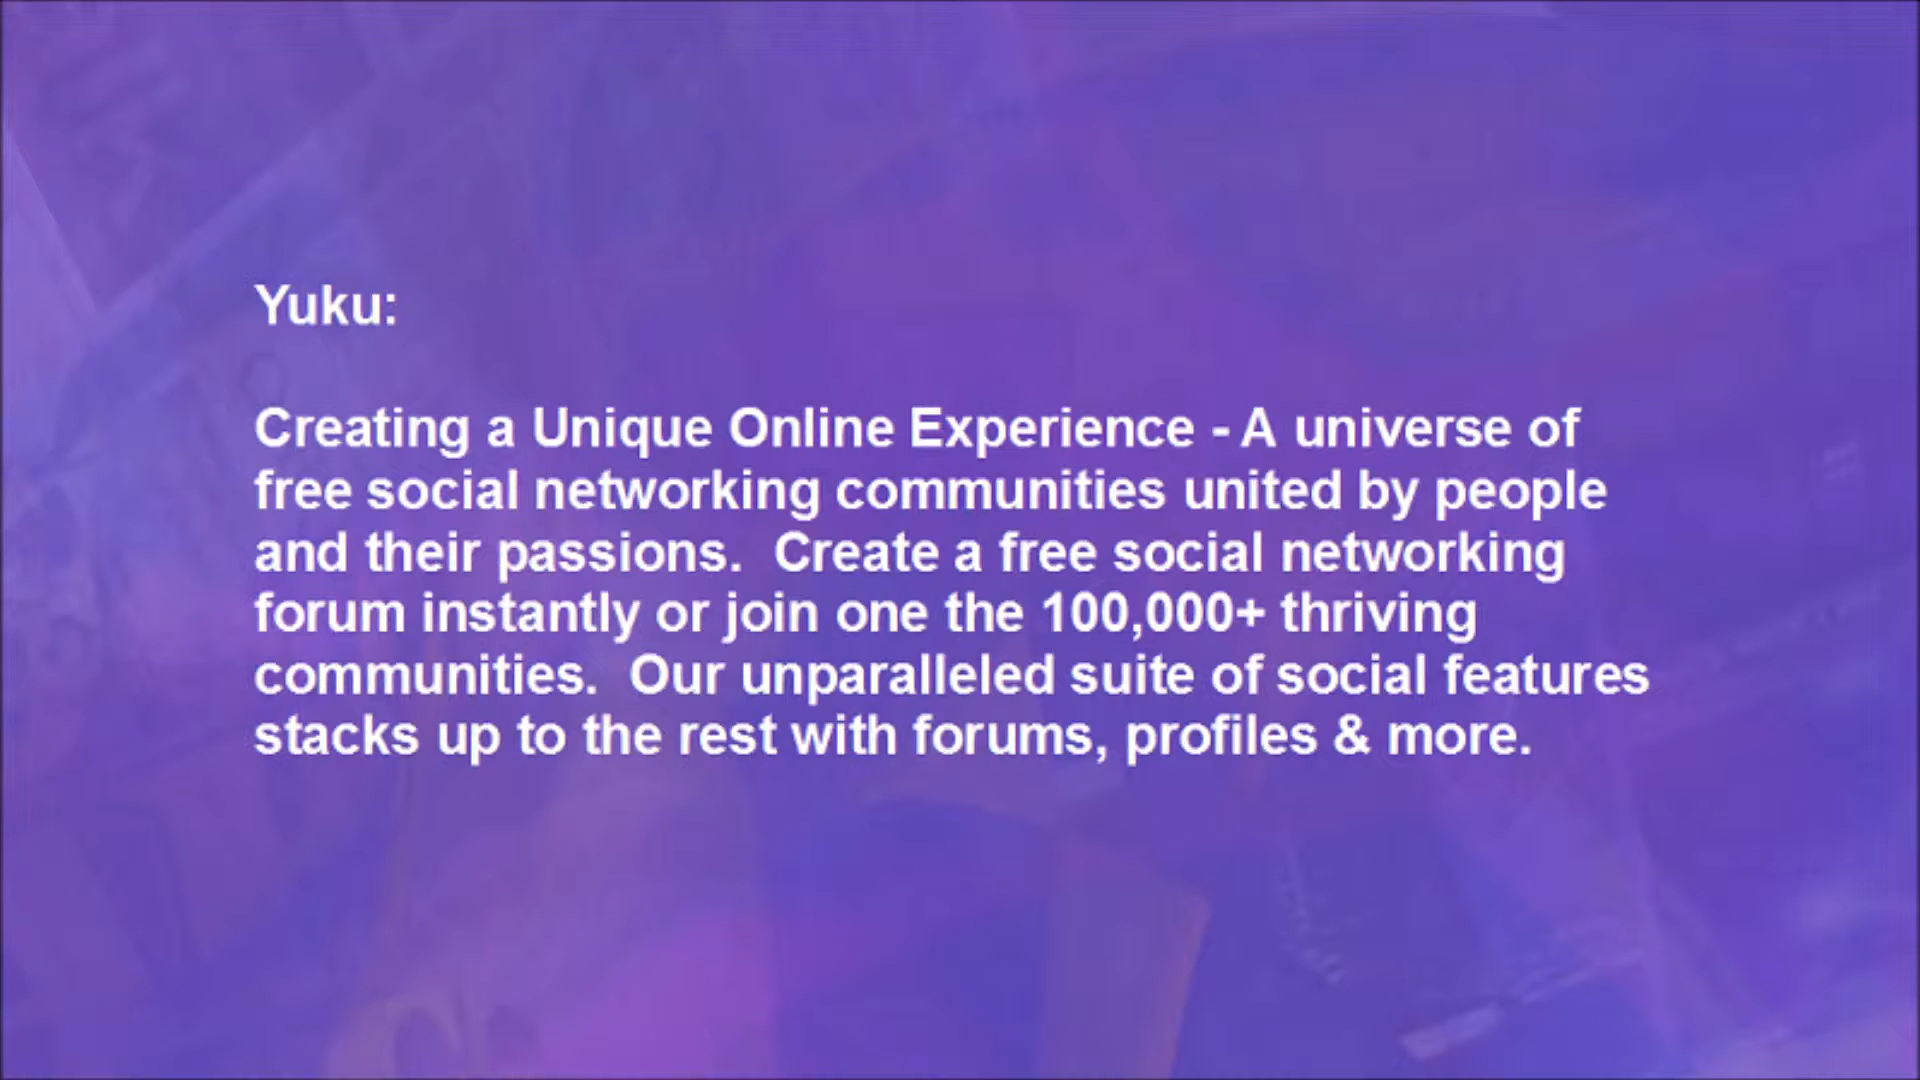 Yuku:
Creating a Unique Online Experience - A universe of
free social networking communities united by people
and their passions.  Create a free social networking
forum instantly or join one the 100,000+ thriving
communities.  Our unparalleled suite of social features
stacks up to the rest with forums, profiles & more.